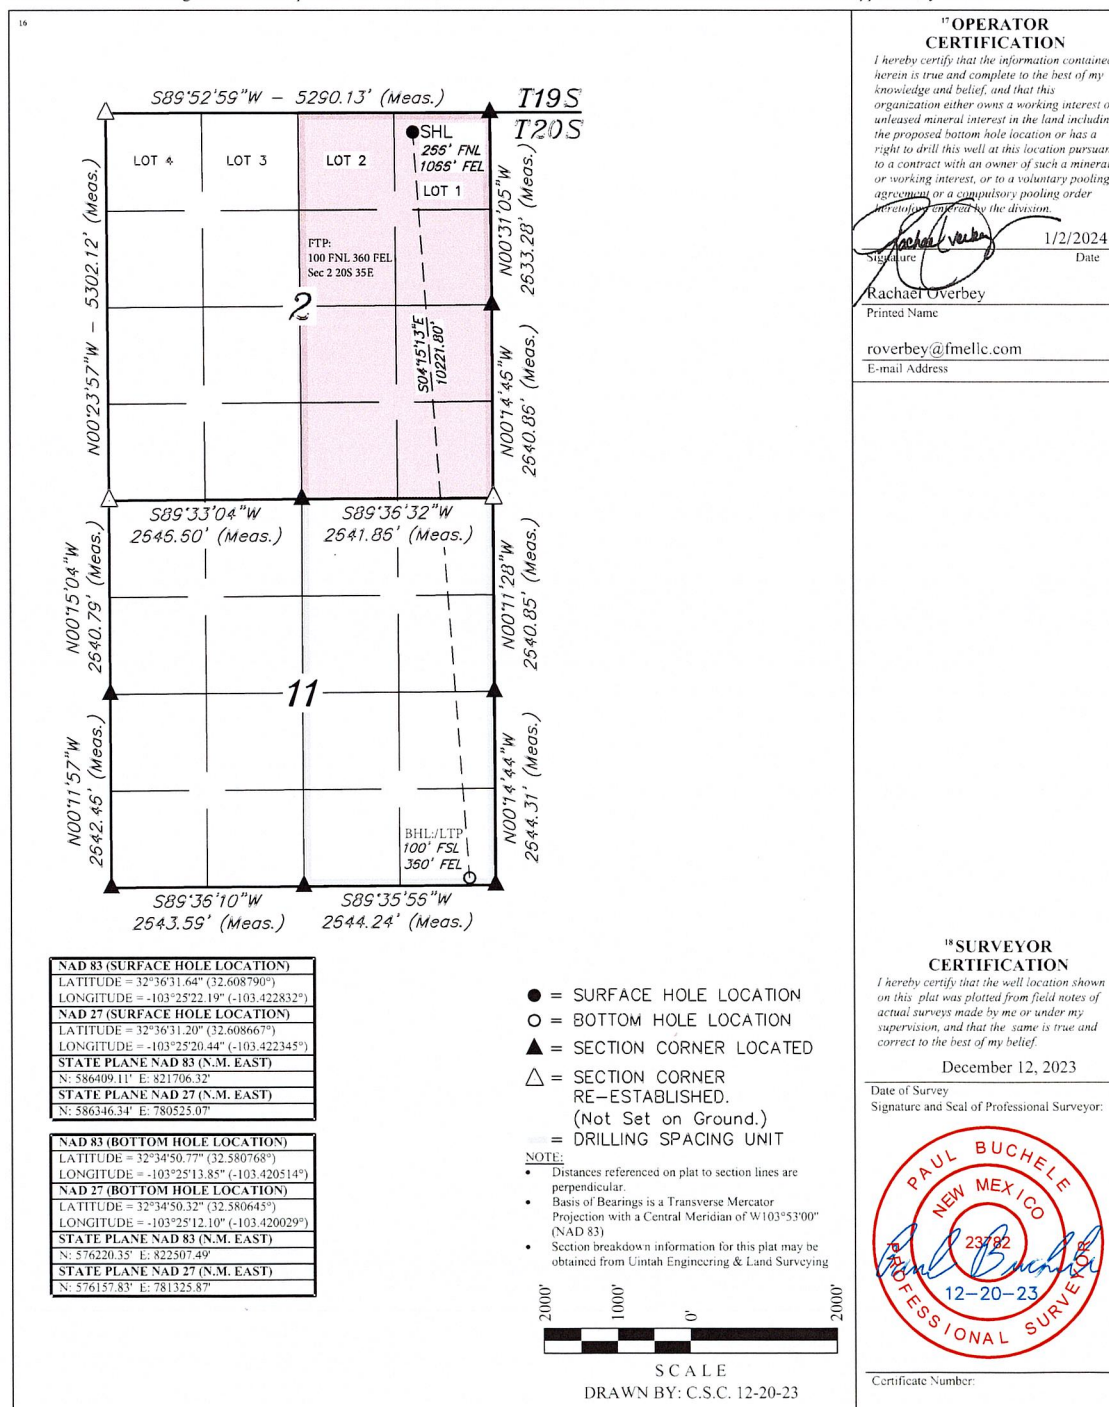 16
S89°52'59"W – 5290.13' (Meas.)
T19S
T20S
LOT 4
LOT 3
LOT 2
SHL
255' FNL
1055' FEL
LOT 1
FTP:
100 FNL 360 FEL
Sec 2 20S 35E
2
S04°15'13"E
10221.80'
N00°23'57"W – 5302.12' (Meas.)
N00°31'05"W
2633.28' (Meas.)
N00°14'45"W
2540.85' (Meas.)
S89°33'04"W
2545.50' (Meas.)
S89°35'32"W
2541.85' (Meas.)
N00°15'04"W
2540.79' (Meas.)
N00°11'28"W
2540.85' (Meas.)
11
N00°11'57"W
2542.45' (Meas.)
N00°14'44"W
2544.31' (Meas.)
BHL:/LTP
100' FSL
350' FEL
S89°35'10"W
2543.59' (Meas.)
S89°35'55"W
2544.24' (Meas.)
NAD 83 (SURFACE HOLE LOCATION)
LATITUDE = 32°36'31.64" (32.608790°)
LONGITUDE = -103°25'22.19" (-103.422832°)
NAD 27 (SURFACE HOLE LOCATION)
LATITUDE = 32°36'31.20" (32.608667°)
LONGITUDE = -103°25'20.44" (-103.422345°)
STATE PLANE NAD 83 (N.M. EAST)
N: 586409.11' E: 821706.32'
STATE PLANE NAD 27 (N.M. EAST)
N: 586346.34' E: 780525.07'
NAD 83 (BOTTOM HOLE LOCATION)
LATITUDE = 32°34'50.77" (32.580768°)
LONGITUDE = -103°25'13.85" (-103.420514°)
NAD 27 (BOTTOM HOLE LOCATION)
LATITUDE = 32°34'50.32" (32.580645°)
LONGITUDE = -103°25'12.10" (-103.420029°)
STATE PLANE NAD 83 (N.M. EAST)
N: 576220.35' E: 822507.49'
STATE PLANE NAD 27 (N.M. EAST)
N: 576157.83' E: 781325.87'
= SURFACE HOLE LOCATION
= BOTTOM HOLE LOCATION
= SECTION CORNER LOCATED
= SECTION CORNER
RE-ESTABLISHED.
(Not Set on Ground.)
= DRILLING SPACING UNIT
NOTE:
• Distances referenced on plat to section lines are
perpendicular.
• Basis of Bearings is a Transverse Mercator
Projection with a Central Meridian of W103°53'00"
(NAD 83)
• Section breakdown information for this plat may be
obtained from Uintah Engineering & Land Surveying
2000' 1000' 0' 2000'
SCALE
DRAWN BY: C.S.C. 12-20-23
17 OPERATOR
CERTIFICATION
I hereby certify that the information contained
herein is true and complete to the best of my
knowledge and belief, and that this
organization either owns a working interest o
unleased mineral interest in the land includin
the proposed bottom hole location or has a
right to drill this well at this location pursuan
to a contract with an owner of such a mineral
or working interest, or to a voluntary pooling
agreement or a compulsory pooling order
heretofore entered by the division.
Rachael Overbey
1/2/2024
Signature Date
Rachael Overbey
Printed Name
roverbey@fmellc.com
E-mail Address
18 SURVEYOR
CERTIFICATION
I hereby certify that the well location shown
on this plat was plotted from field notes of
actual surveys made by me or under my
supervision, and that the same is true and
correct to the best of my belief.
December 12, 2023
Date of Survey
Signature and Seal of Professional Surveyor:
PAUL BUCHELE
NEW MEXICO
23782
Paul Buchele
12-20-23
PROFESSIONAL SURVEYOR
Certificate Number: